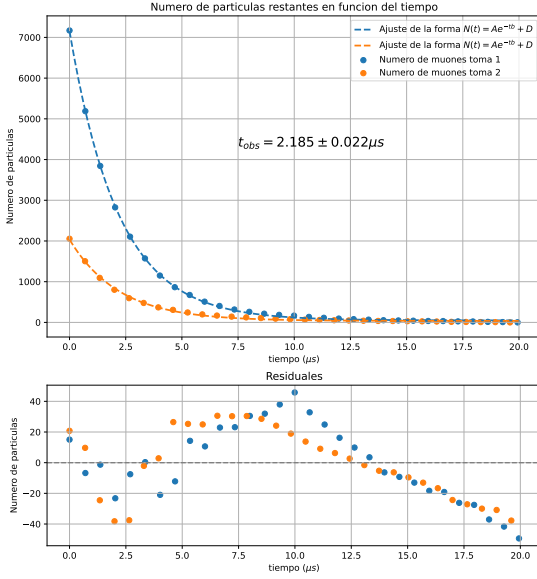 Numero de particulas restantes en funcion del tiempo
Ajuste de la forma N(t) = Ae^{-tb} + D
Ajuste de la forma N(t) = Ae^{-tb} + D
Numero de muones toma 1
Numero de muones toma 2
t_{obs} = 2.185 ± 0.022μs
Numero de particulas
7000
6000
5000
4000
3000
2000
1000
0
0.0 2.5 5.0 7.5 10.0 12.5 15.0 17.5 20.0
tiempo (μs)
Residuales
Numero de particulas
40
20
0
−20
−40
0.0 2.5 5.0 7.5 10.0 12.5 15.0 17.5 20.0
tiempo (μs)